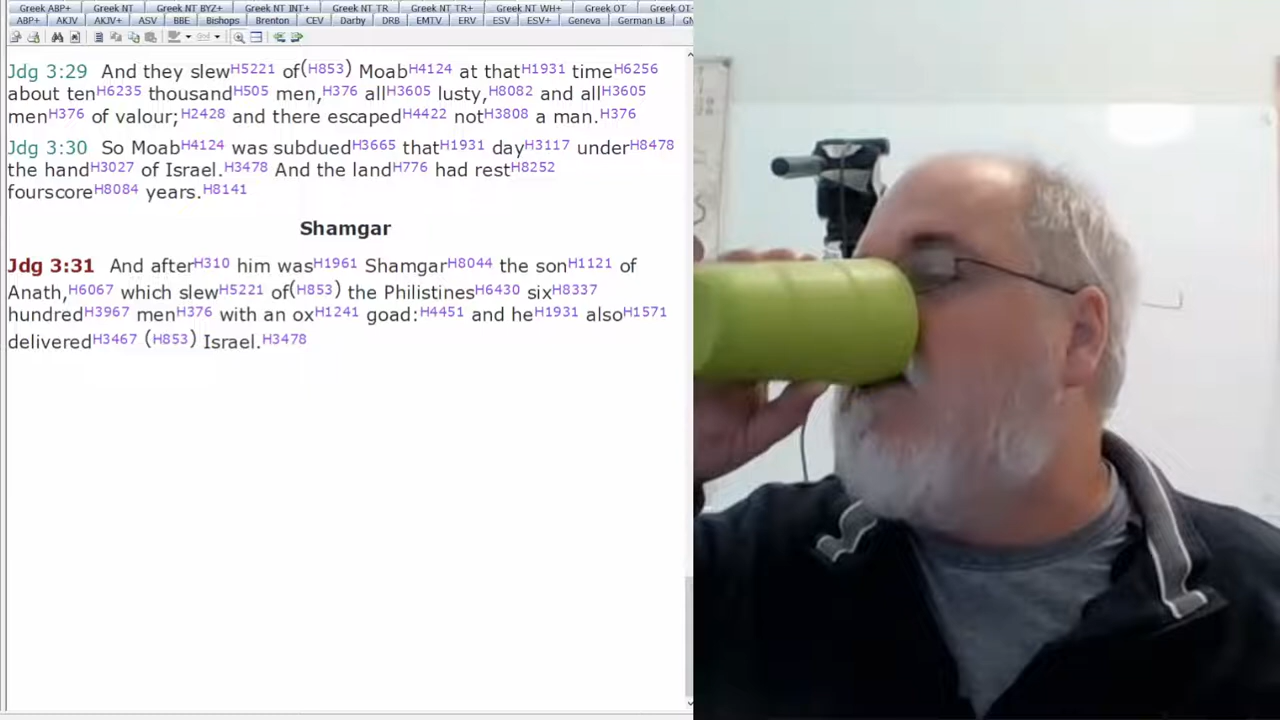 Greek ABP+ Greek NT Greek NT BYZ+ Greek NT INT+ Greek NT TR Greek NT TR+ Greek NT WH+ Greek OT Greek OT
ABP+ AKJV AKJV+ ASV BBE Bishops Brenton CEV Darby DRB EMTV ERV ESV ESV+ Geneva German LB
Jdg 3:29 And they slewH5221 of(H853) MoabH4124 at thatH1931 timeH6256
about tenH6235 thousandH505 men,H376 allH3605 lusty,H8082 and allH3605
menH376 of valour;H2428 and there escapedH4422 notH3808 a man.H376
Jdg 3:30 So MoabH4124 was subduedH3665 thatH1931 dayH3117 underH8478
the handH3027 of Israel.H3478 And the landH776 had restH8252
fourscoreH8084 years.H8141
Shamgar
Jdg 3:31 And afterH310 him wasH1961 ShamgarH8044 the sonH1121 of
Anath,H6067 which slewH5221 of(H853) the PhilistinesH6430 sixH8337
hundredH3967 menH376 with an oxH1241 goad:H4451 and heH1931 alsoH1571
deliveredH3467 (H853) Israel.H3478